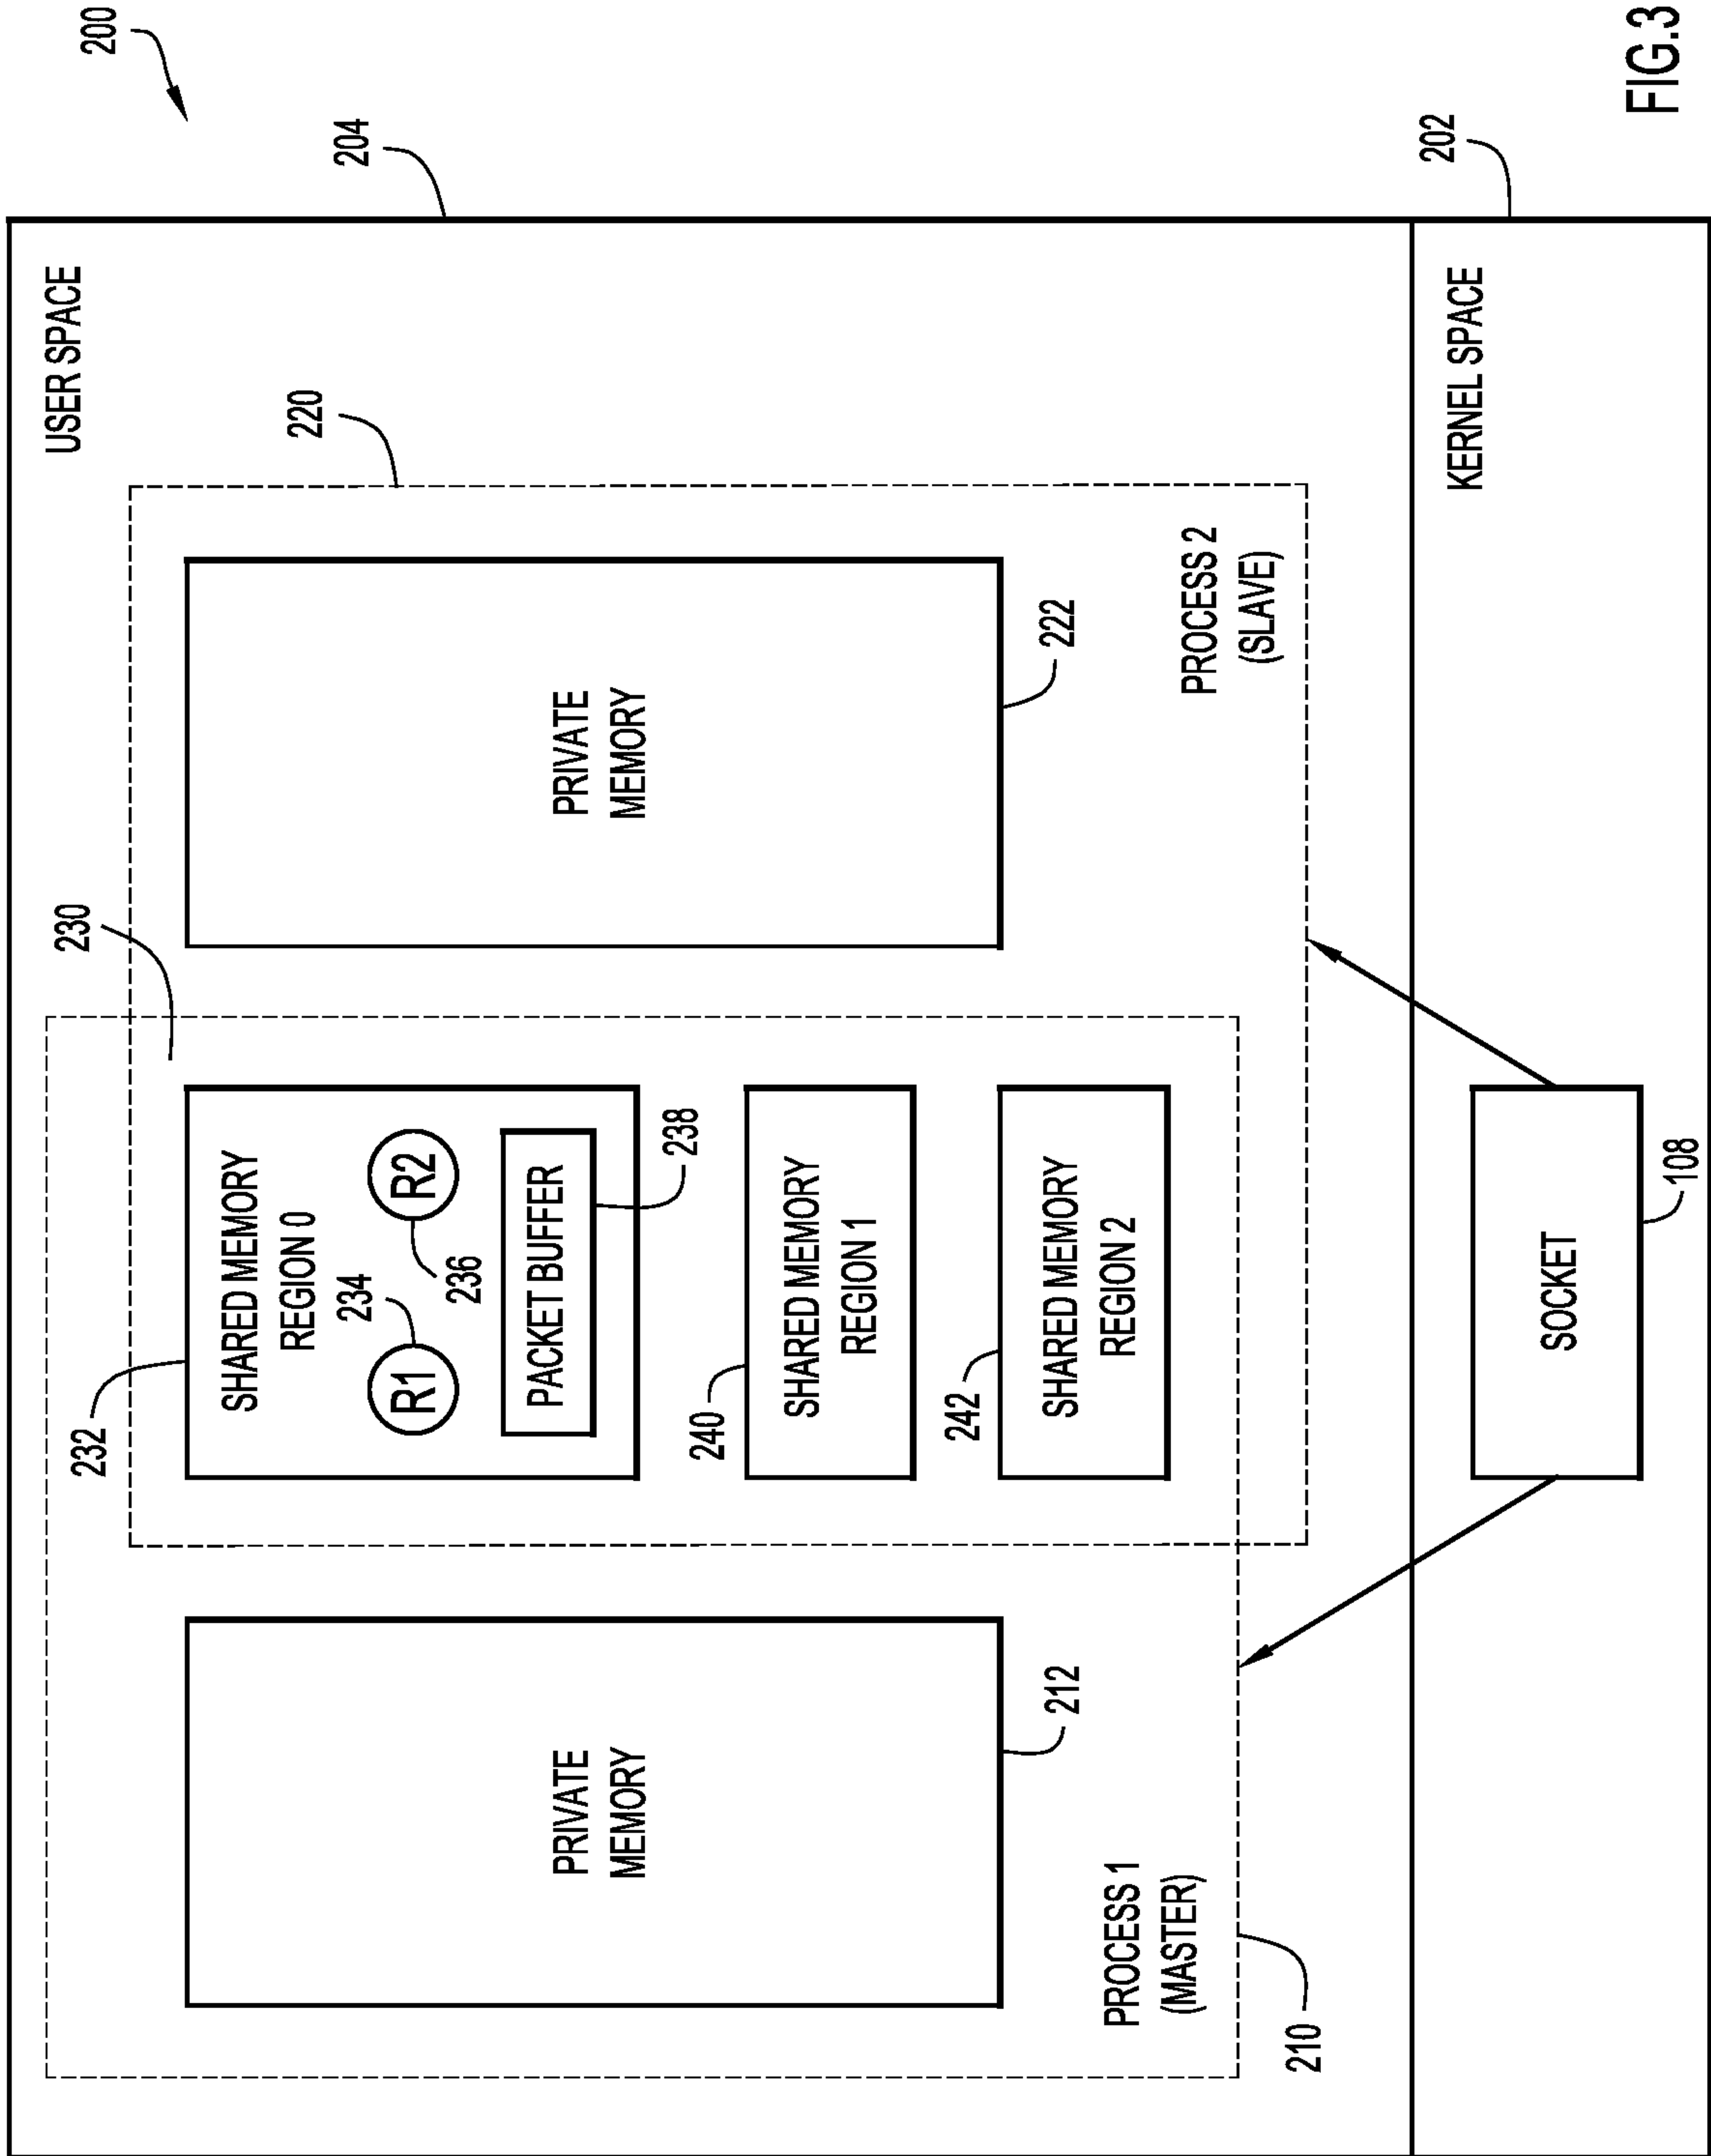 200
204
USER SPACE
220
230
232
SHARED MEMORY
REGION 0
234
R1
R2
236
PACKET BUFFER
238
240
SHARED MEMORY
REGION 1
242
SHARED MEMORY
REGION 2
PRIVATE
MEMORY
212
PROCESS 1
(MASTER)
210
PRIVATE
MEMORY
222
PROCESS 2
(SLAVE)
KERNEL SPACE
202
SOCKET
108
FIG.3